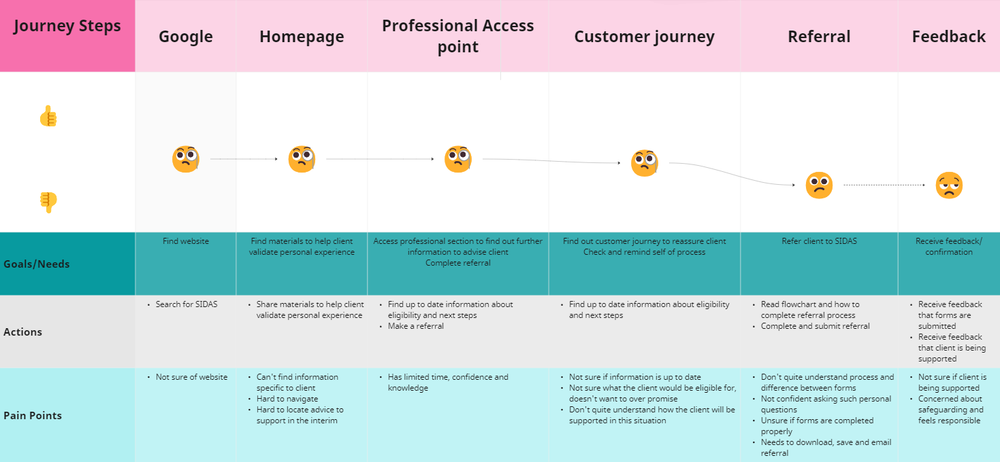 Journey Steps
Google
Homepage
Professional Access
point
Customer journey
Referral
Feedback
Goals/Needs
Find website
Find materials to help client
validate personal experience
Access professional section to find out further
information to advise client
Complete referral
Find out customer journey to reassure client
Check and remind self of process
Refer client to SIDAS
Receive feedback/
confirmation
Actions
• Search for SIDAS
• Share materials to help client
validate personal experience
• Find up to date information about
eligibility and next steps
• Make a referral
• Find up to date information about eligibility
and next steps
• Read flowchart and how to
complete referral process
• Complete and submit referral
• Receive feedback
that forms are
submitted
• Receive feedback
that client is being
supported
Pain Points
• Not sure of website
• Can't find information
specific to client
• Hard to navigate
• Hard to locate advice to
support in the interim
• Has limited time, confidence and
knowledge
• Not sure if information is up to date
• Not sure what the client would be eligible for,
doesn't want to over promise
• Don't quite understand how the client will be
supported in this situation
• Don't quite understand process and
difference between forms
• Not confident asking such personal
questions
• Unsure if forms are completed
properly
• Needs to download, save and email
referral
• Not sure if client is
being supported
• Concerned about
safeguarding and
feels responsible